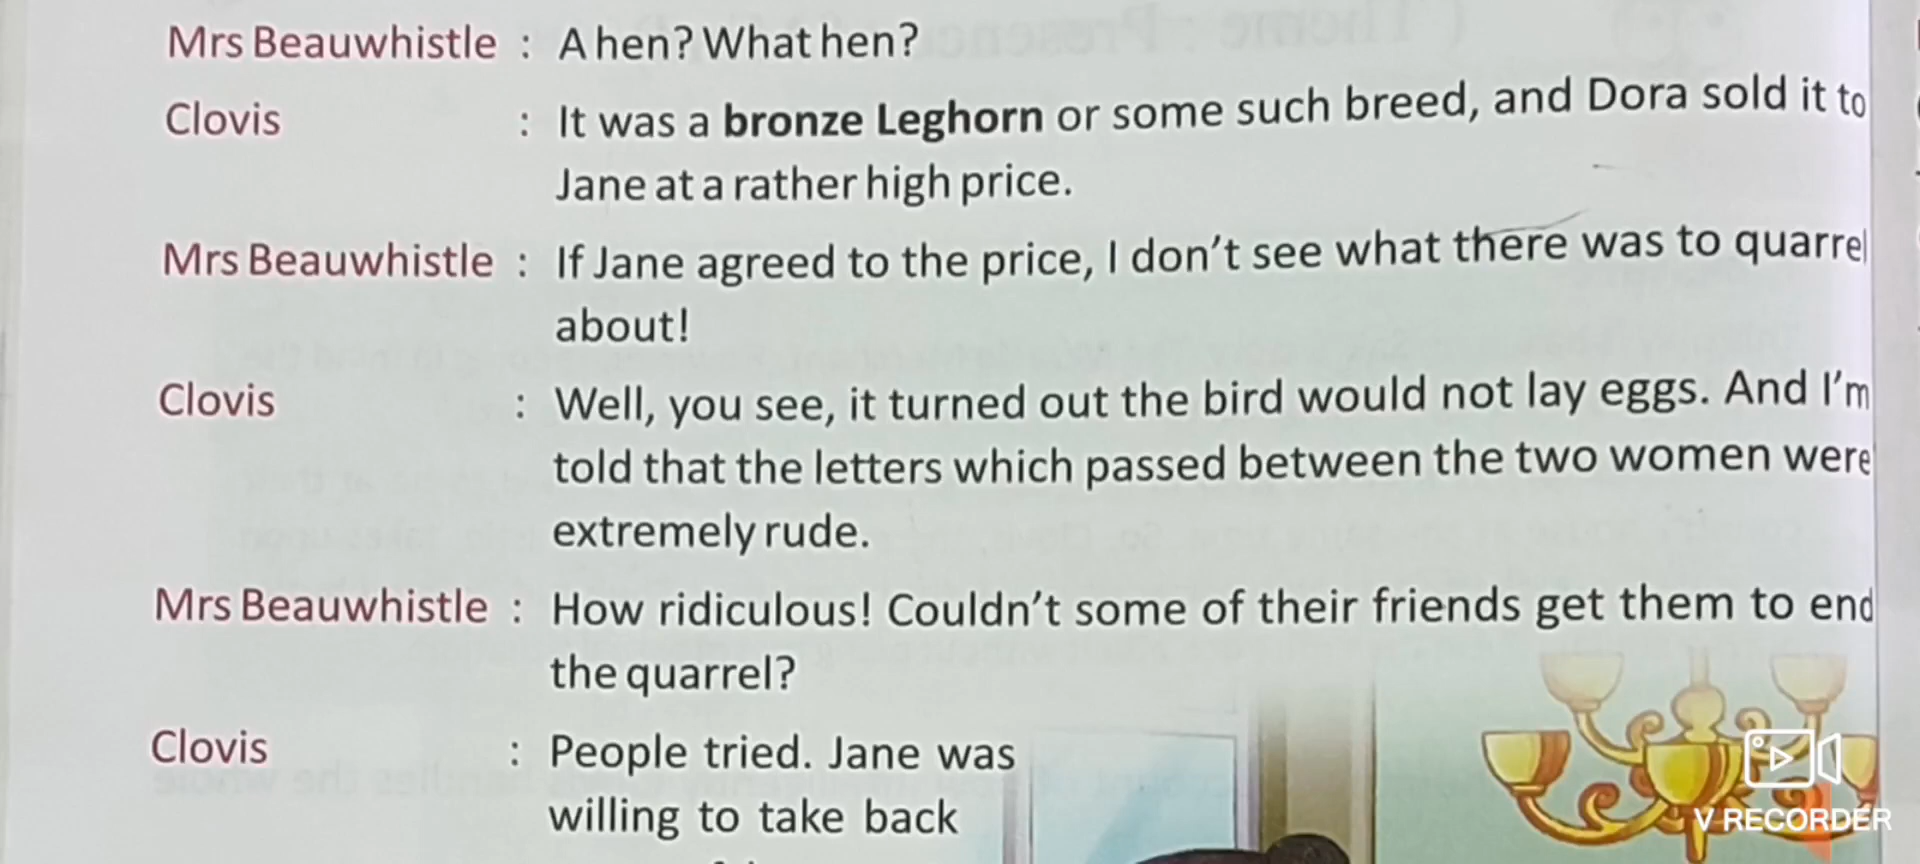 Mrs Beauwhistle : A hen? What hen?
Clovis : It was a bronze Leghorn or some such breed, and Dora sold it to
Jane at a rather high price.
Mrs Beauwhistle : If Jane agreed to the price, I don't see what there was to quarrel
about!
Clovis : Well, you see, it turned out the bird would not lay eggs. And I'm
told that the letters which passed between the two women were
extremely rude.
Mrs Beauwhistle : How ridiculous! Couldn't some of their friends get them to end
the quarrel?
Clovis : People tried. Jane was
willing to take back
V RECORDER